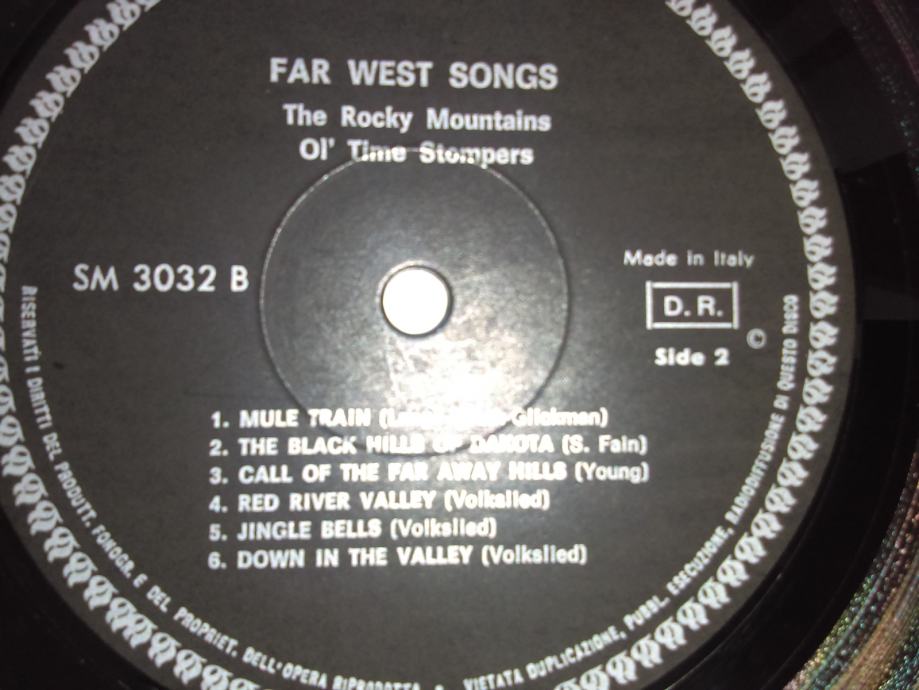 FAR WEST SONGS
The Rocky Mountains
Ol' Time Stompers
SM 3032 B
Made in Italy
D. R.
©
Side 2
1. MULE TRAIN ( Glickman)
2. THE BLACK HILLS OF DAKOTA (S. Fain)
3. CALL OF THE FAR AWAY HILLS (Young)
4. RED RIVER VALLEY (Volkslied)
5. JINGLE BELLS (Volkslied)
6. DOWN IN THE VALLEY (Volkslied)
RISERVATI I DIRITTI DEL PRODUTT. FONOGR. E DEL PROPRIET. DELL'OPERA RIPRODOTTA • VIETATA DUPLICAZIONE, PUBBL. ESECUZIONE, RADIODIFFUSIONE DI QUESTO DISCO